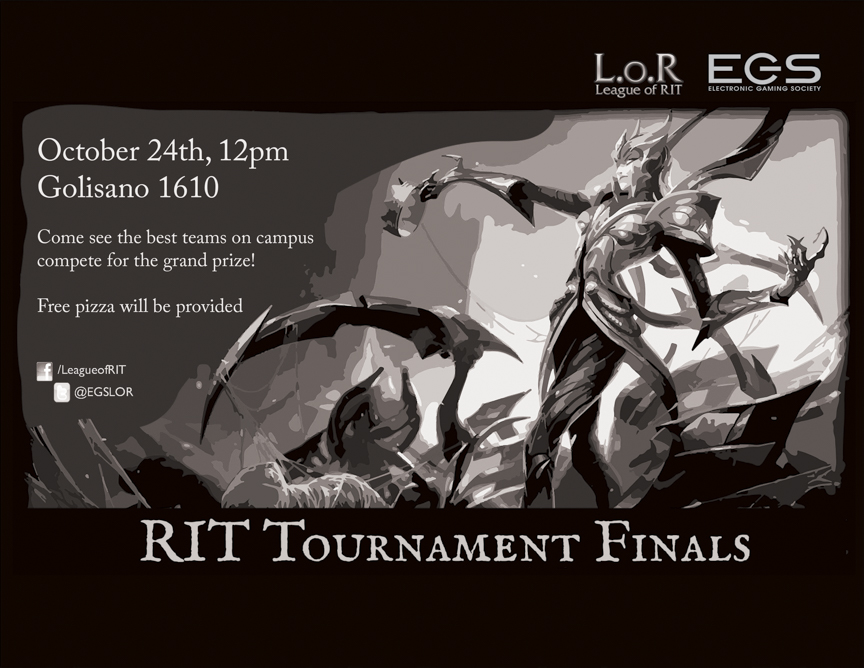 L.o.R
League of RIT
EGS
ELECTRONIC GAMING SOCIETY
October 24th, 12pm
Golisano 1610
Come see the best teams on campus
compete for the grand prize!
Free pizza will be provided
/LeagueofRIT
@EGSLOR
RIT Tournament Finals